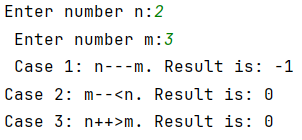 Enter number n:2
Enter number m:3
Case 1: n---m. Result is: -1
Case 2: m--<n. Result is: 0
Case 3: n++>m. Result is: 0